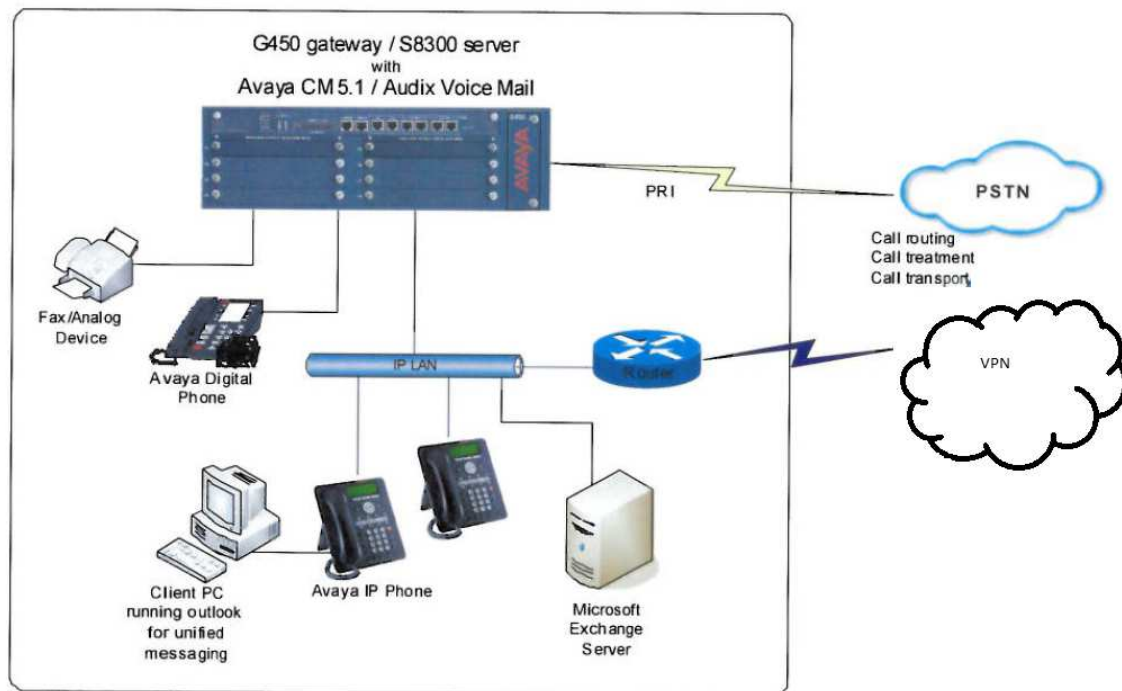 G450 gateway / S8300 server
with
Avaya CM 5.1 / Audix Voice Mail
AVAYA
PRI
PSTN
Call routing
Call treatment
Call transport
Fax/Analog
Device
Avaya Digital
Phone
IP LAN
Router
VPN
Client PC
running outlook
for unified
messaging
Avaya IP Phone
Microsoft
Exchange
Server